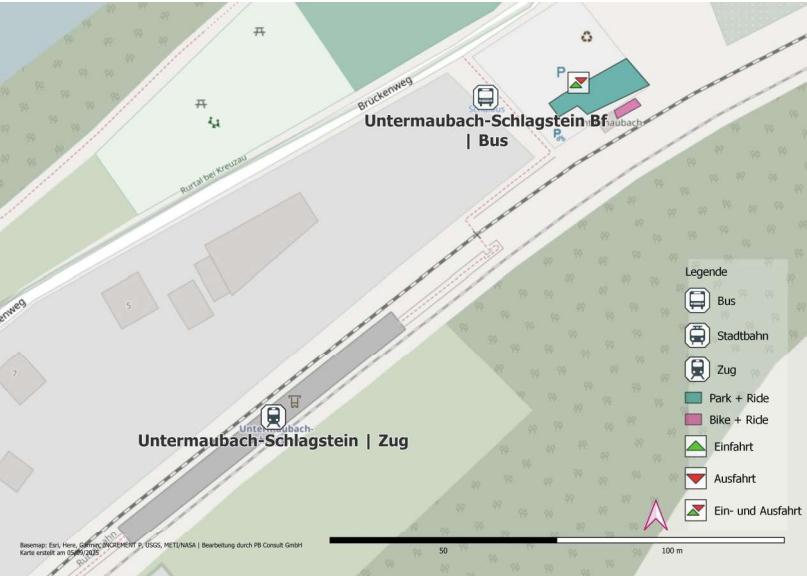 Brückenweg
P
Untermaubach-Schlagstein Bf
| Bus
P
Rurtal bei Kreuzau
5
7
Untermaubach-
Untermaubach-Schlagstein | Zug
Legende
Bus
Stadtbahn
Zug
Park + Ride
Bike + Ride
Einfahrt
Ausfahrt
Ein- und Ausfahrt
Basemap: Esri, Here, Garmin, INCREMENT P, USGS, METI/NASA | Bearbeitung durch PB Consult GmbH
Karte erstellt am 05/09/2025
50
100 m